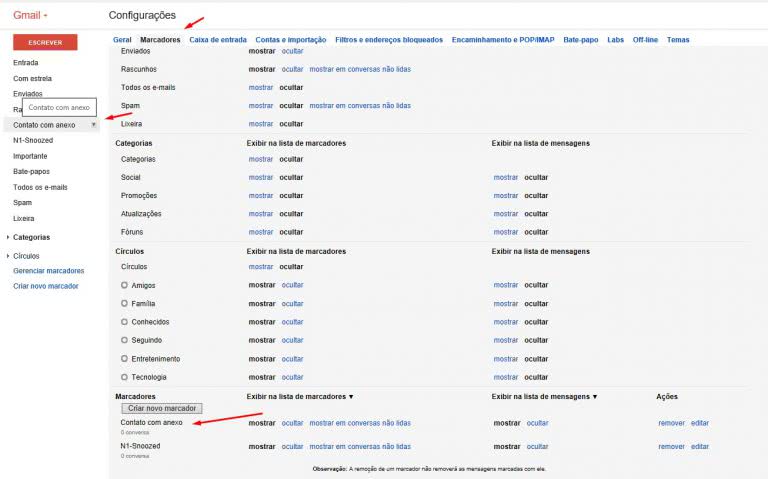 Gmail
Configurações
ESCREVER
Geral Marcadores Caixa de entrada Contas e importação Filtros e endereços bloqueados Encaminhamento e POP/IMAP Bate-papo Labs Off-line Temas
Entrada
Com estrela
Enviados
Ra
Contato com anexo
Contato com anexo
N1-Snoozed
Importante
Bate-papos
Todos os e-mails
Spam
Lixeira
Categorias
Círculos
Gerenciar marcadores
Criar novo marcador
Enviados mostrar ocultar
Rascunhos mostrar ocultar mostrar em conversas não lidas
Todos os e-mails mostrar ocultar
Spam mostrar ocultar mostrar em conversas não lidas
Lixeira mostrar ocultar
Categorias Exibir na lista de marcadores Exibir na lista de mensagens
Categorias mostrar ocultar
Social mostrar ocultar mostrar ocultar
Promoções mostrar ocultar mostrar ocultar
Atualizações mostrar ocultar mostrar ocultar
Fóruns mostrar ocultar mostrar ocultar
Círculos Exibir na lista de marcadores Exibir na lista de mensagens
Círculos mostrar ocultar
Amigos mostrar ocultar mostrar ocultar
Família mostrar ocultar mostrar ocultar
Conhecidos mostrar ocultar mostrar ocultar
Seguindo mostrar ocultar mostrar ocultar
Entretenimento mostrar ocultar mostrar ocultar
Tecnologia mostrar ocultar mostrar ocultar
Marcadores Exibir na lista de marcadores ▼ Exibir na lista de mensagens ▼ Ações
Criar novo marcador
Contato com anexo mostrar ocultar mostrar em conversas não lidas mostrar ocultar remover editar
0 conversa
N1-Snoozed mostrar ocultar mostrar em conversas não lidas mostrar ocultar remover editar
0 conversa
Observação: A remoção de um marcador não removerá as mensagens marcadas com ele.